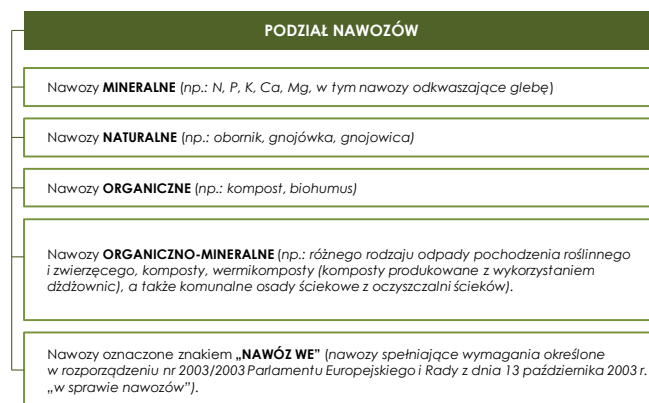 PODZIAŁ NAWOZÓW
Nawozy MINERALNE (np.: N, P, K, Ca, Mg, w tym nawozy odkwaszające glebę)
Nawozy NATURALNE (np.: obornik, gnojówka, gnojowica)
Nawozy ORGANICZNE (np.: kompost, biohumus)
Nawozy ORGANICZNO-MINERALNE (np.: różnego rodzaju odpady pochodzenia roślinnego
i zwierzęcego, komposty, wermikomposty (komposty produkowane z wykorzystaniem
dżdżownic), a także komunalne osady ściekowe z oczyszczalni ścieków).
Nawozy oznaczone znakiem „NAWÓZ WE" (nawozy spełniające wymagania określone
w rozporządzeniu nr 2003/2003 Parlamentu Europejskiego i Rady z dnia 13 października 2003 r.
„w sprawie nawozów").